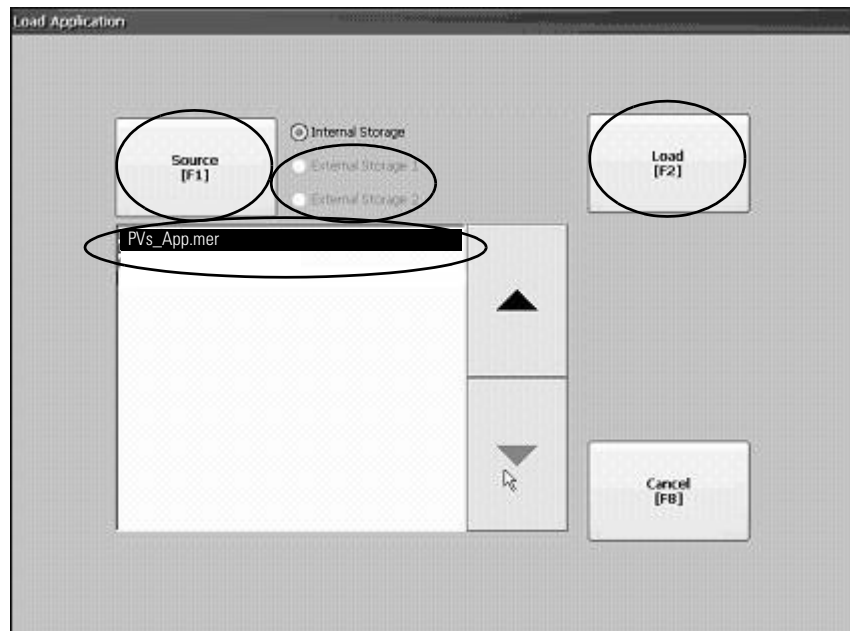 Load Application
Internal Storage
Source
[F1]
External Storage 1
External Storage 2
Load
[F2]
PVs_App.mer
Cancel
[F8]